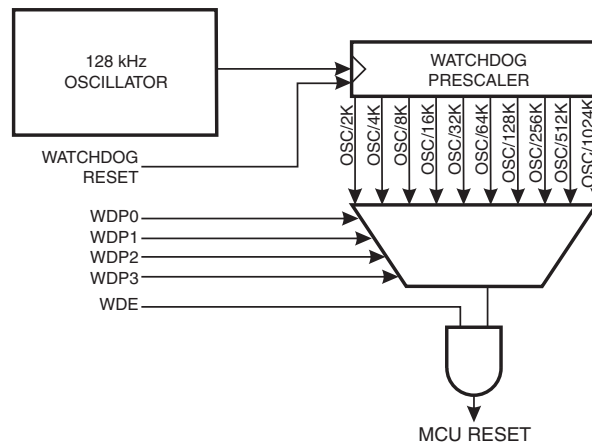 128 kHz
OSCILLATOR
WATCHDOG
PRESCALER
OSC/2K
OSC/4K
OSC/8K
OSC/16K
OSC/32K
OSC/64K
OSC/128K
OSC/256K
OSC/512K
OSC/1024K
WATCHDOG
RESET
WDP0
WDP1
WDP2
WDP3
WDE
MCU RESET